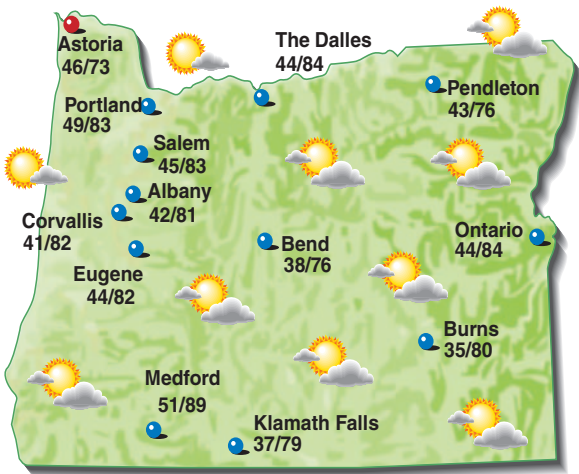 Astoria
46/73
The Dalles
44/84
Pendleton
43/76
Portland
49/83
Salem
45/83
Albany
42/81
Corvallis
41/82
Eugene
44/82
Bend
38/76
Ontario
44/84
Burns
35/80
Medford
51/89
Klamath Falls
37/79